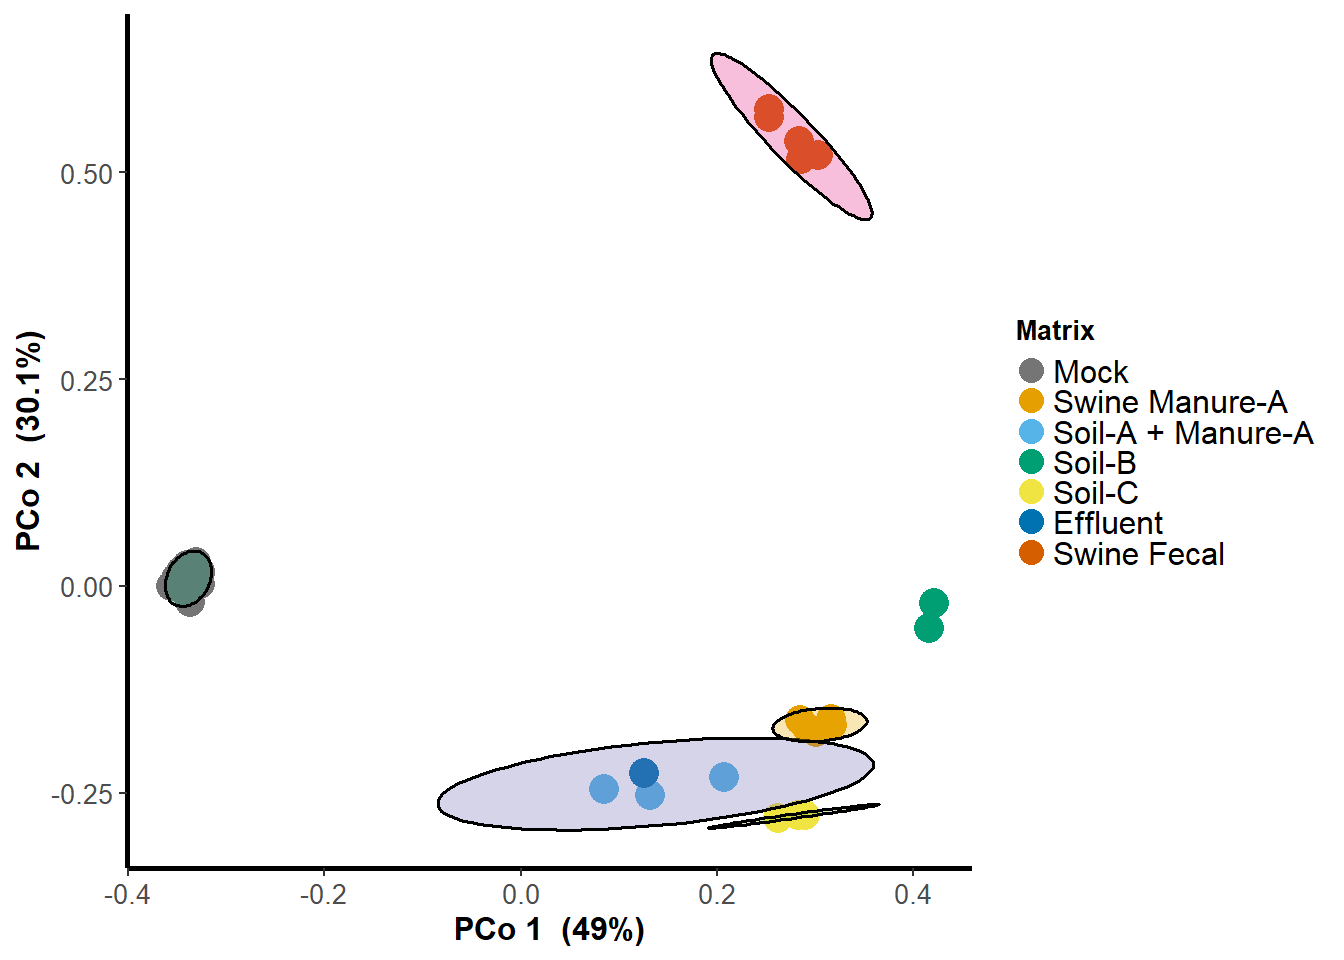 0.50
0.25
0.00
-0.25
PCo 2 (30.1%)
-0.4
-0.2
0.0
0.2
0.4
PCo 1 (49%)
Matrix
Mock
Swine Manure-A
Soil-A + Manure-A
Soil-B
Soil-C
Effluent
Swine Fecal